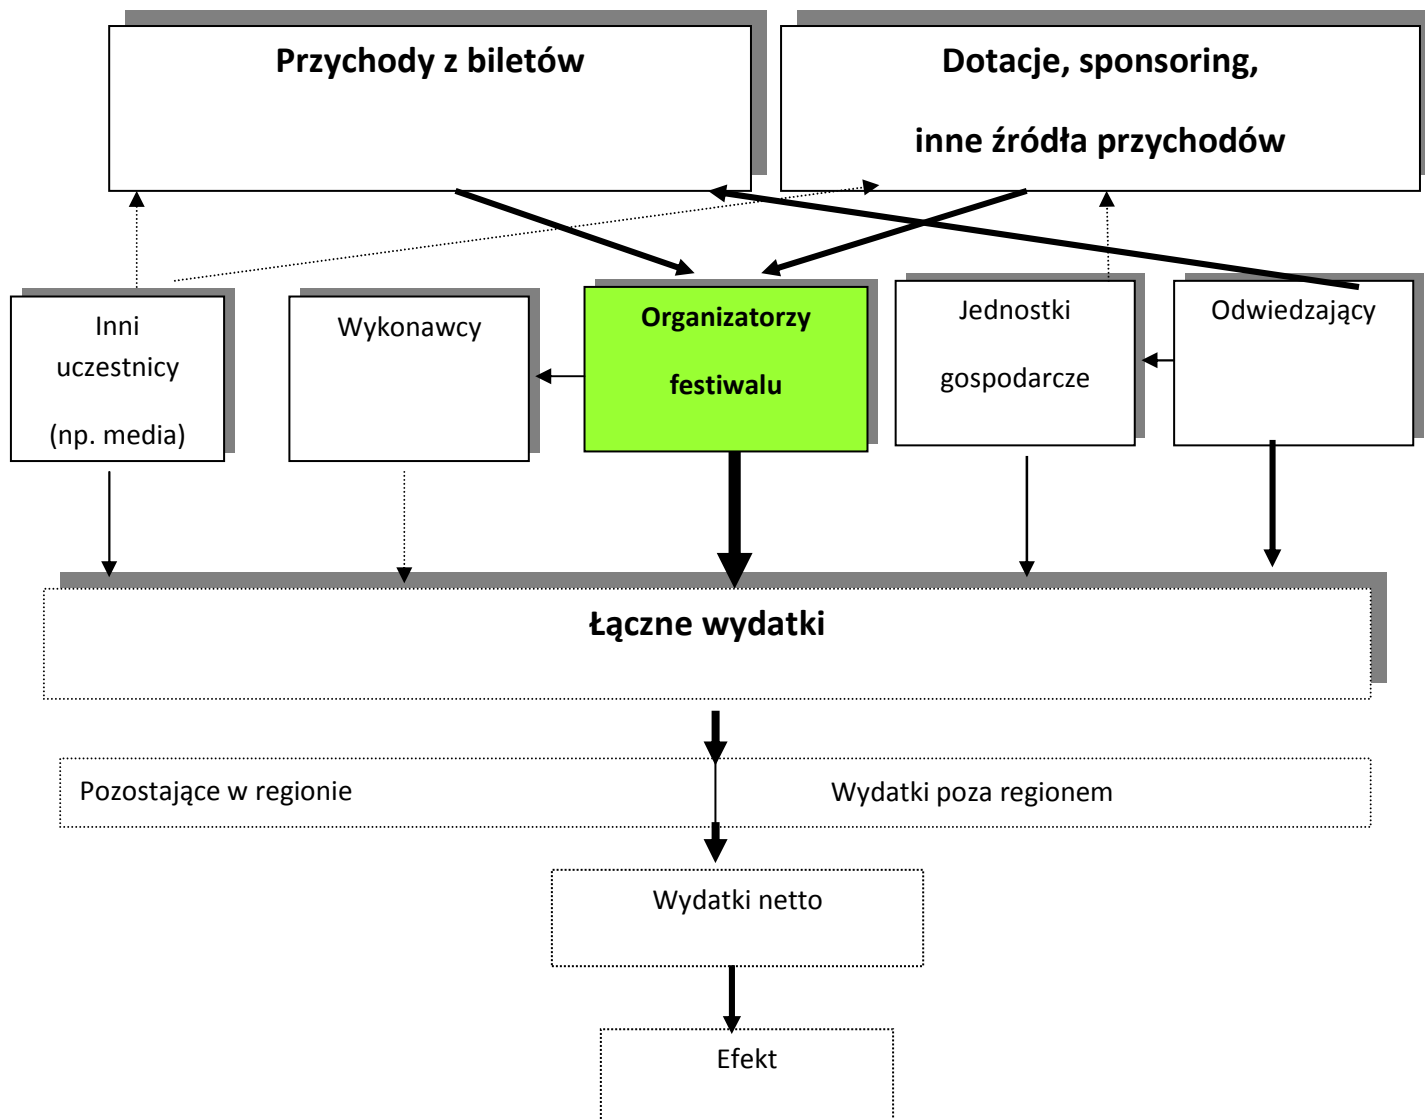 Przychody z biletów
Dotacje, sponsoring,
inne źródła przychodów
Inni
uczestnicy
(np. media)
Wykonawcy
Organizatorzy
festiwalu
Jednostki
gospodarcze
Odwiedzający
Łączne wydatki
Pozostające w regionie
Wydatki poza regionem
Wydatki netto
Efekt